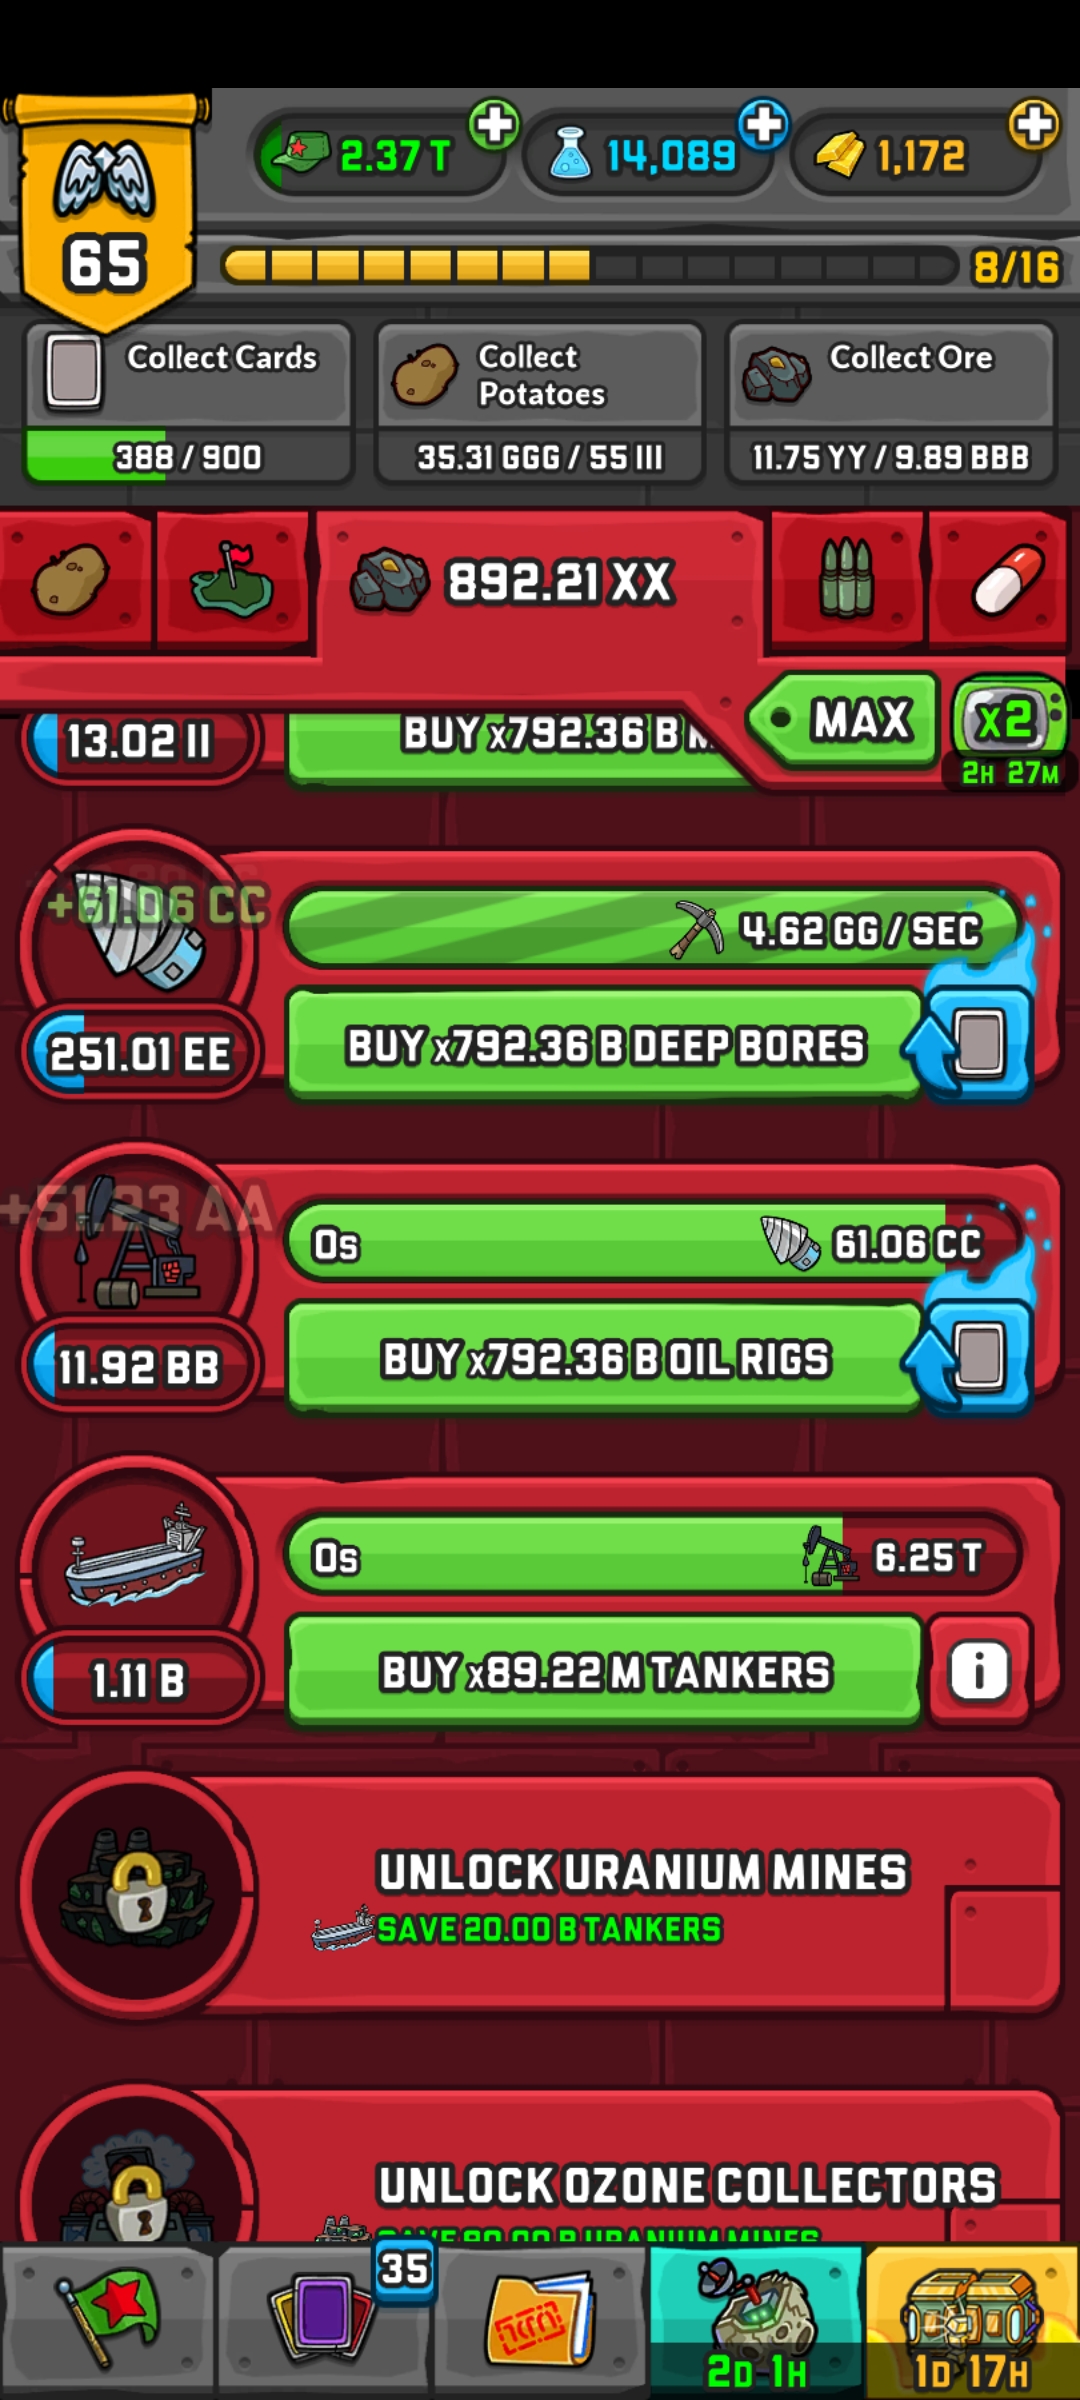 2.37 T
14,089
1,172
65
8/16
Collect Cards
388 / 900
Collect
Potatoes
35.31 GGG / 55 III
Collect Ore
11.75 YY / 9.89 BBB
892.21 XX
MAX
x2
2H 27M
13.02 II
BUY x792.36 B
+61.06 CC
4.62 GG / SEC
251.01 EE
BUY x792.36 B DEEP BORES
+51.23 AA
0s
61.06 CC
11.92 BB
BUY x792.36 B OIL RIGS
0s
6.25 T
1.11 B
BUY x89.22 M TANKERS
i
UNLOCK URANIUM MINES
SAVE 20.00 B TANKERS
UNLOCK OZONE COLLECTORS
SAVE 80.00 B URANIUM MINES
35
2D 1H
1D 17H